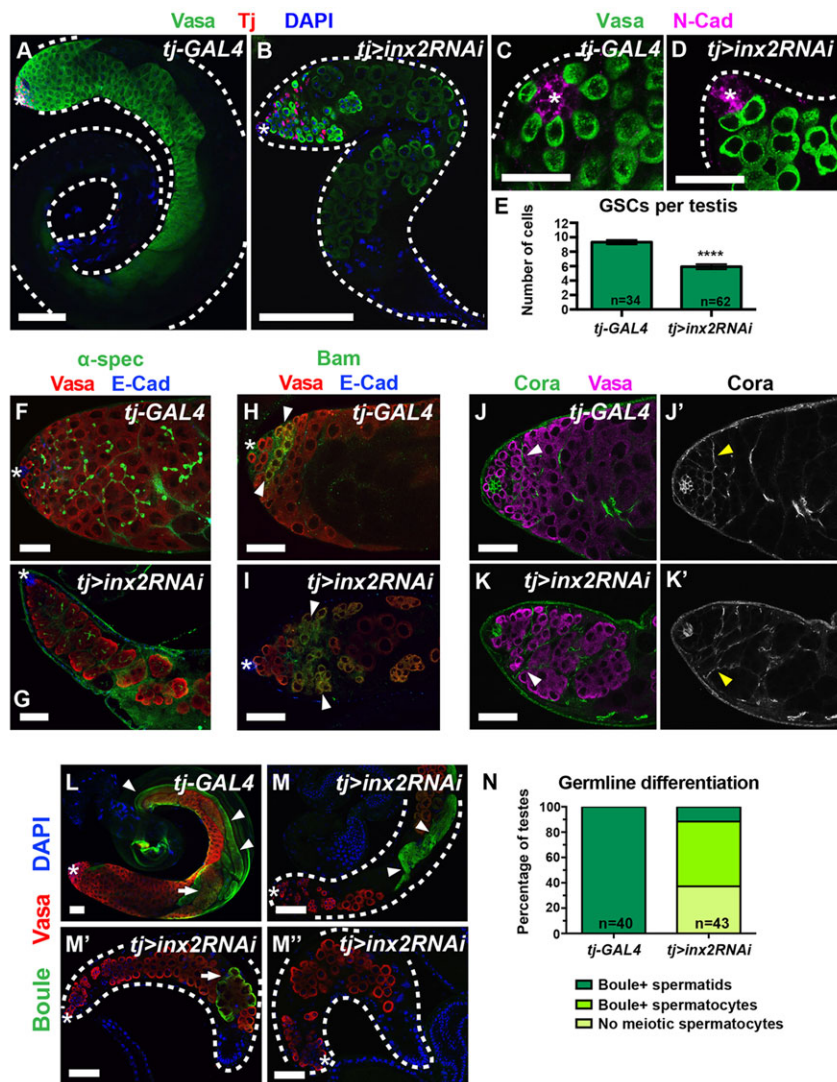 Vasa Tj DAPI
A tj-GAL4
*
B tj>inx2RNAi
*
Vasa N-Cad
C tj-GAL4
*
D tj>inx2RNAi
*
E GSCs per testis
Number of cells
12
10
8
6
4
2
0
****
n=34 n=62
tj-GAL4 tj>inx2RNAi
α-spec
Vasa E-Cad
F tj-GAL4
*
G tj>inx2RNAi
*
Bam
Vasa E-Cad
H tj-GAL4
*
I tj>inx2RNAi
*
Cora Vasa
J tj-GAL4
Cora
J'
K tj>inx2RNAi
K'
Boule Vasa DAPI
L tj-GAL4
*
M tj>inx2RNAi
*
M' tj>inx2RNAi
*
M'' tj>inx2RNAi
*
N Germline differentiation
Percentage of testes
100
80
60
40
20
0
n=40 n=43
tj-GAL4 tj>inx2RNAi
Boule+ spermatids
Boule+ spermatocytes
No meiotic spermatocytes